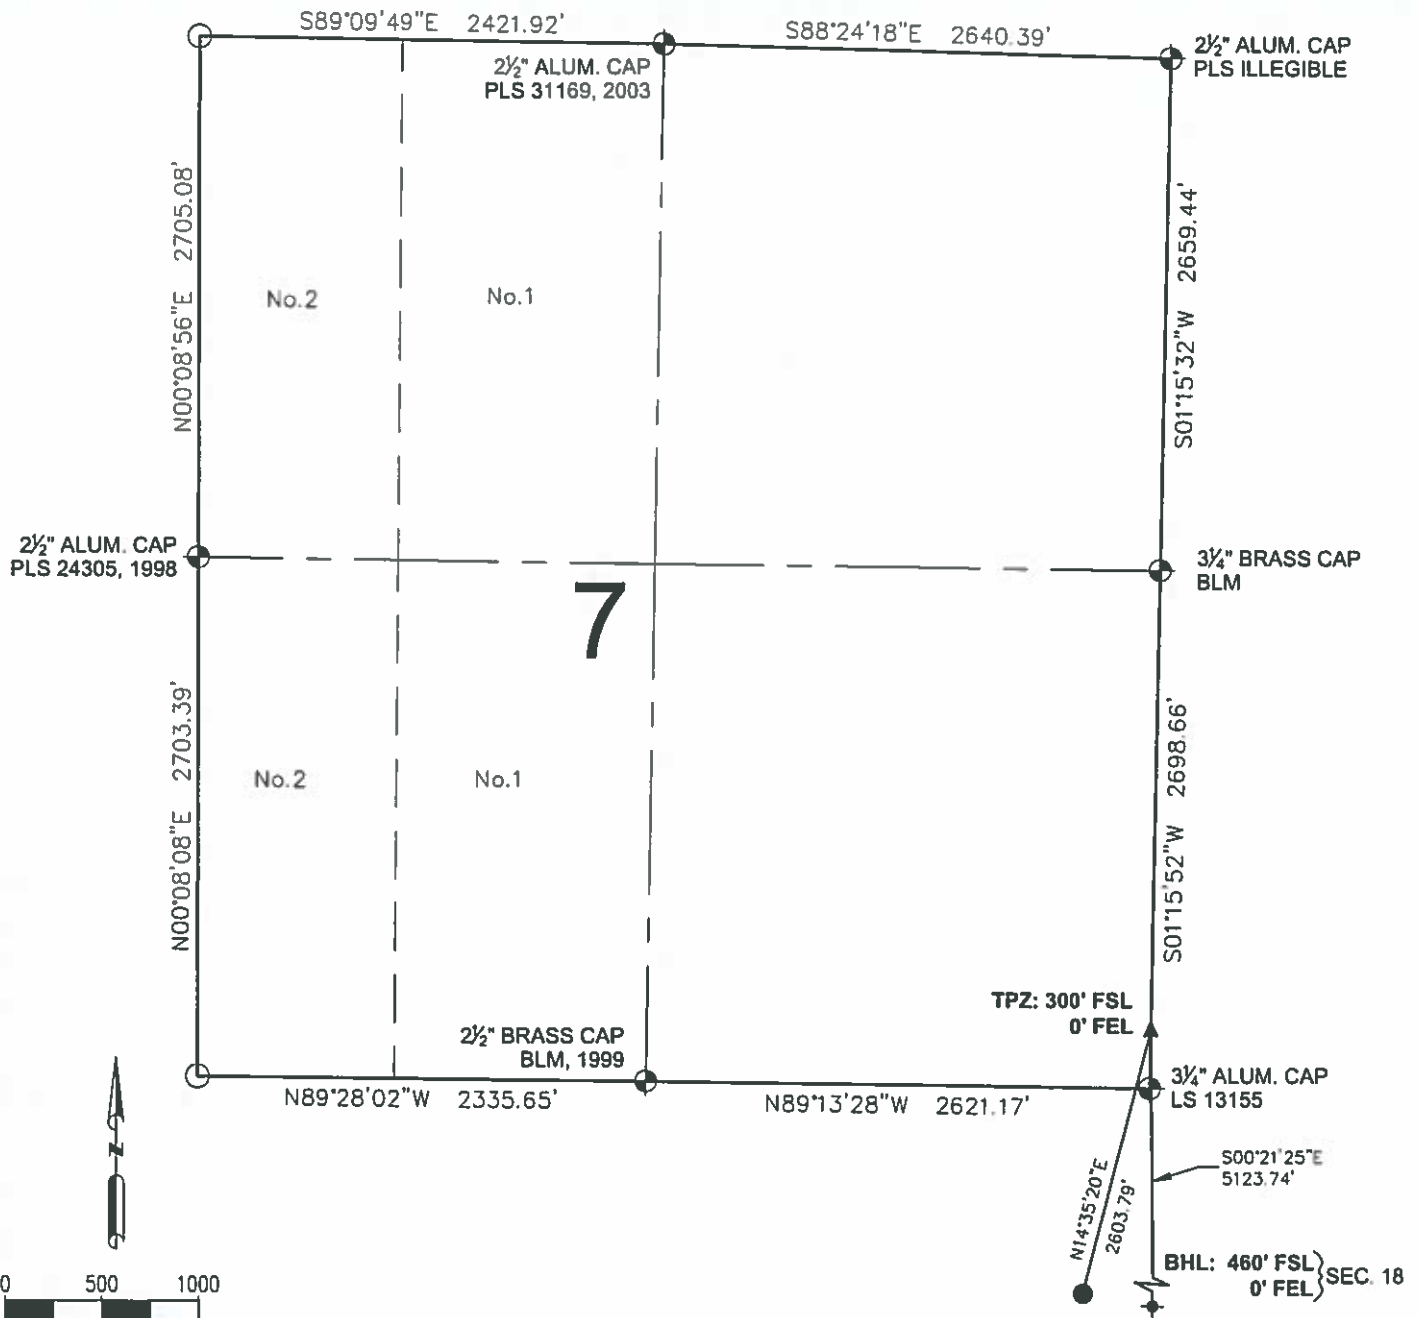 S89°09'49"E 2421.92'
S88°24'18"E 2640.39'
2½" ALUM. CAP
PLS ILLEGIBLE
2½" ALUM. CAP
PLS 31169, 2003
N00°08'56"E 2705.08'
S01°15'32"W 2659.44'
No.2
No.1
2½" ALUM. CAP
PLS 24305, 1998
3¼" BRASS CAP
BLM
7
N00°08'08"E 2703.39'
S01°15'52"W 2698.66'
No.2
No.1
TPZ: 300' FSL
0' FEL
2½" BRASS CAP
BLM, 1999
3¼" ALUM. CAP
LS 13155
N89°28'02"W 2335.65'
N89°13'28"W 2621.17'
N
S00°21'25"E
5123.74'
N14°35'20"E
2603.79'
BHL: 460' FSL
0' FEL
SEC. 18
0 500 1000